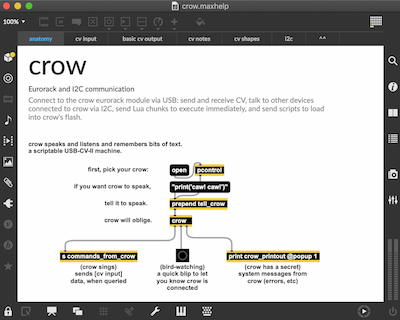 crow.maxhelp
100%
anatomy
cv input
basic cv output
cv notes
cv shapes
i2c
^^
crow
Eurorack and I2C communication
Connect to the crow eurorack module via USB: send and receive CV, talk to other devices
connected to crow via I2C, send Lua chunks to execute immediately, and send scripts to load
into crow's flash.
crow speaks and listens and remembers bits of text.
a scriptable USB-CV-II machine.
first, pick your crow:
open
pcontrol
if you want crow to speak,
"print('caw! caw!')"
tell it to speak.
prepend tell_crow
crow will oblige.
crow
s commands_from_crow
print crow_printout @popup 1
(crow sings)
sends [cv input]
data, when queried
(bird-watching)
a quick blip to let
you know crow is
connected
(crow has a secret)
system messages from
crow (errors, etc)